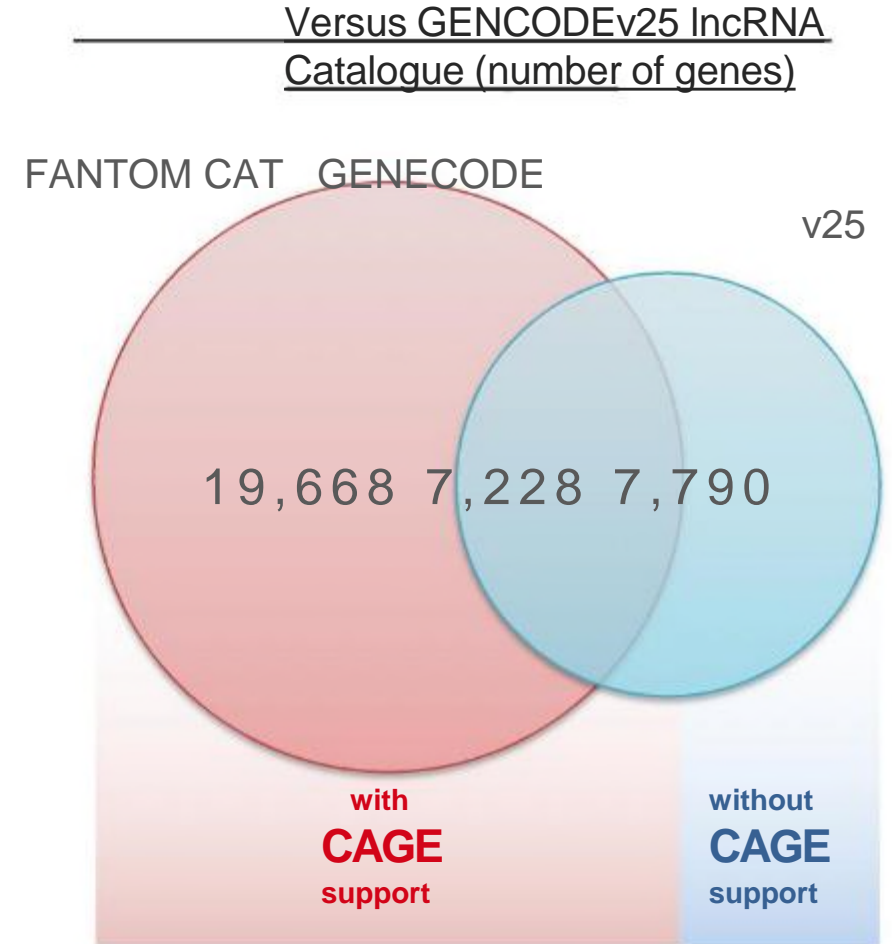 Versus GENCODEv25 lncRNA
Catalogue (number of genes)
FANTOM CAT GENECODE
v25
19,668 7,228 7,790
with
CAGE
support
without
CAGE
support